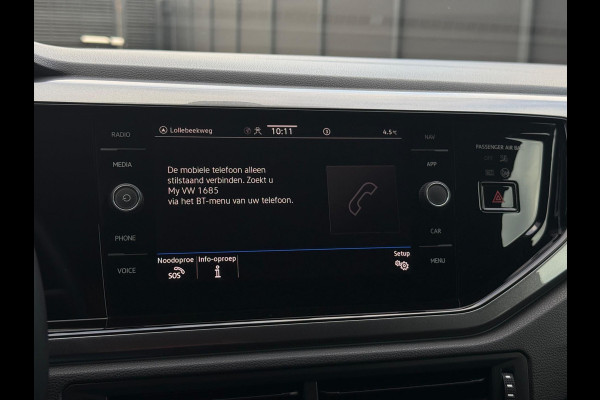 RADIO
Lollebeekweg
10:11
4.5°C
NAV
PASSENGER AIR
MEDIA
APP
De mobiele telefoon alleen
stilstaand verbinden. Zoekt u
My VW 1685
via het BT-menu van uw telefoon.
PHONE
CAR
VOICE
MENU
Noodoproe
Info-oproep
Setup
SOS